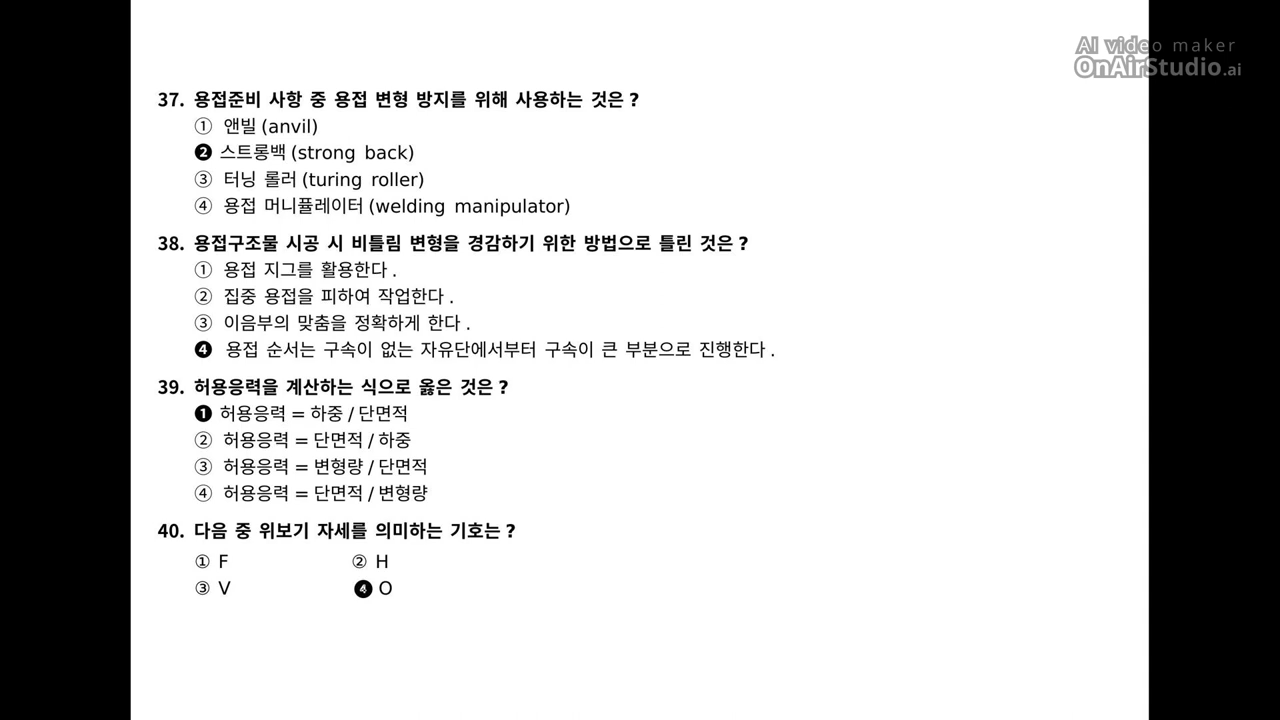 AI video maker
OnAirStudio.ai
37. 용접준비 사항 중 용접 변형 방지를 위해 사용하는 것은?
① 앤빌(anvil)
❷ 스트롱백(strong back)
③ 터닝 롤러(turing roller)
④ 용접 머니퓰레이터(welding manipulator)
38. 용접구조물 시공 시 비틀림 변형을 경감하기 위한 방법으로 틀린 것은?
① 용접 지그를 활용한다.
② 집중 용접을 피하여 작업한다.
③ 이음부의 맞춤을 정확하게 한다.
❹ 용접 순서는 구속이 없는 자유단에서부터 구속이 큰 부분으로 진행한다.
39. 허용응력을 계산하는 식으로 옳은 것은?
❶ 허용응력 = 하중 / 단면적
② 허용응력 = 단면적 / 하중
③ 허용응력 = 변형량 / 단면적
④ 허용응력 = 단면적 / 변형량
40. 다음 중 위보기 자세를 의미하는 기호는?
① F ② H
③ V ❹ O